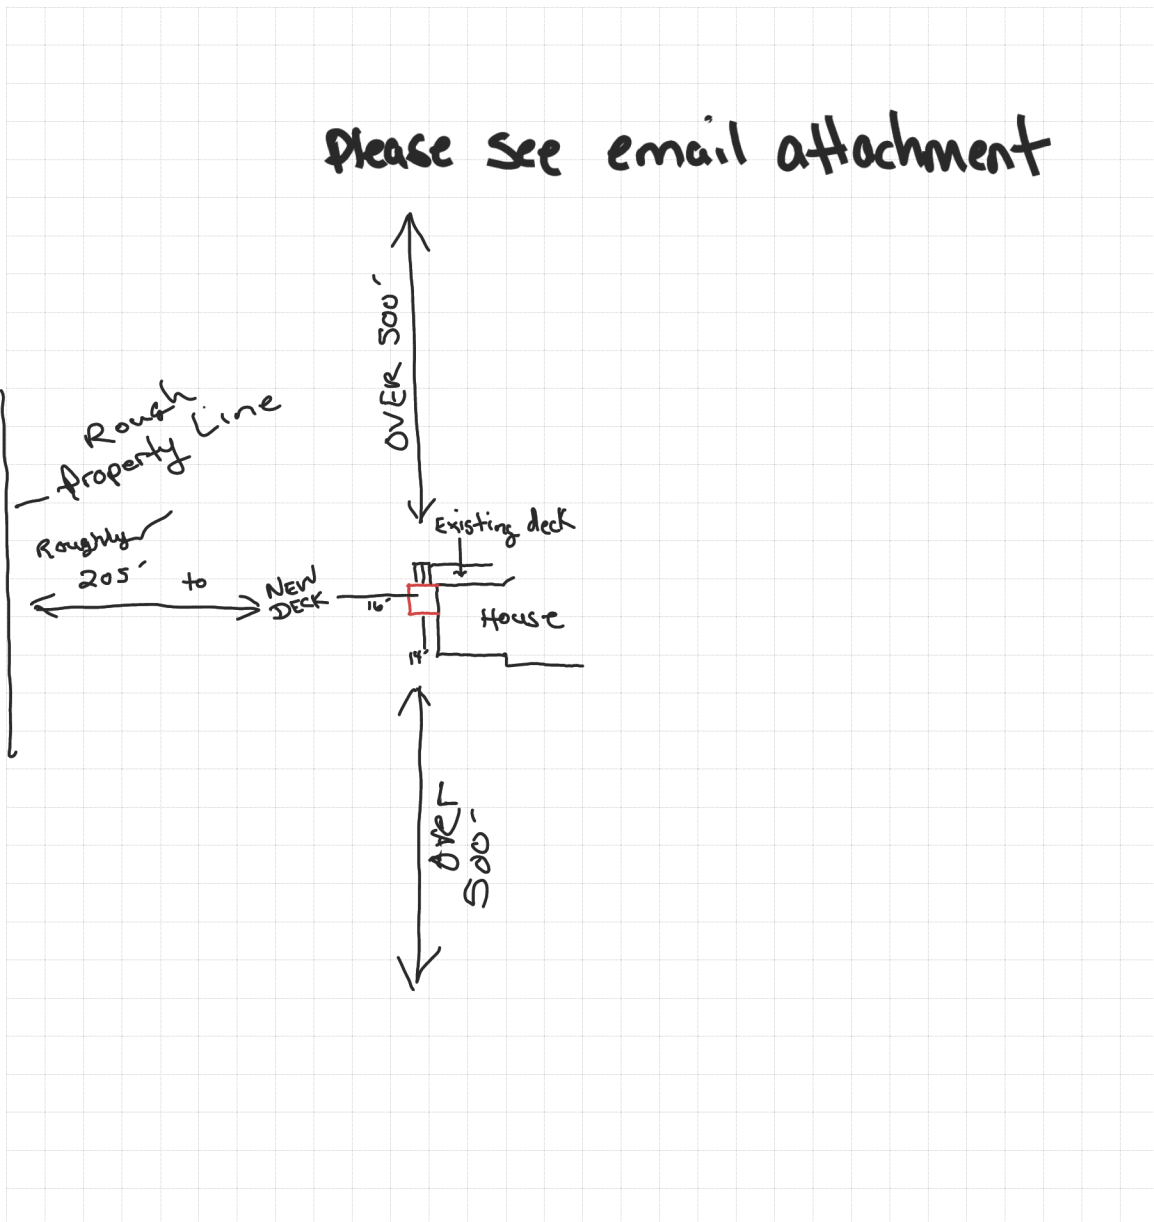 Please see email attachment
OVER 500'
Rough
Property Line
Existing deck
Roughly
205' to
NEW
DECK
16'
House
14'
over
500'